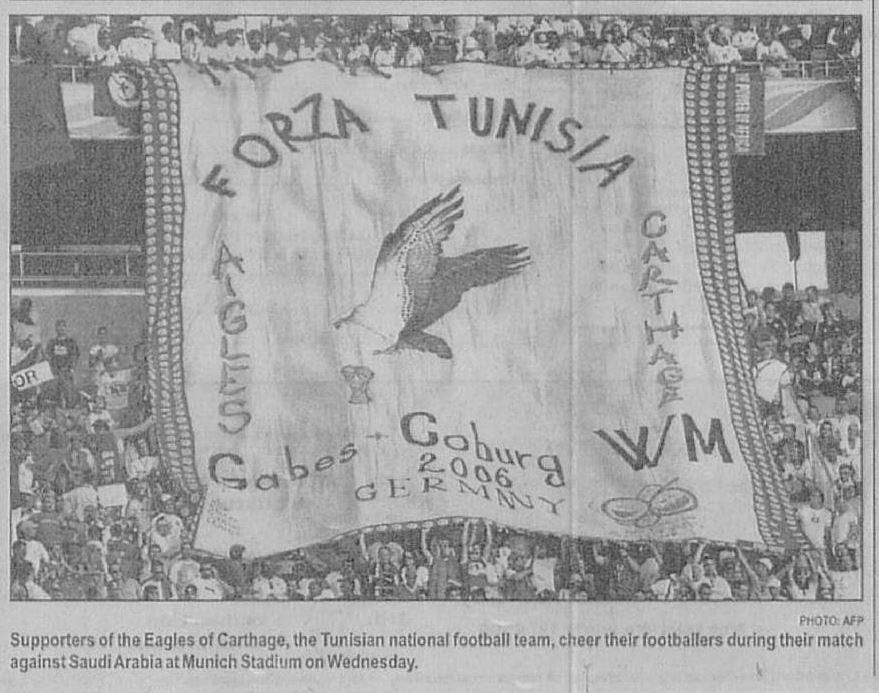 FORZA TUNISIA
AIGLES
CARTHAGE
OR
Gabes - Coburg
2006
GERMNNY
WM
PHOTO: AFP
Supporters of the Eagles of Carthage, the Tunisian national football team, cheer their footballers during their match
against Saudi Arabia at Munich Stadium on Wednesday.